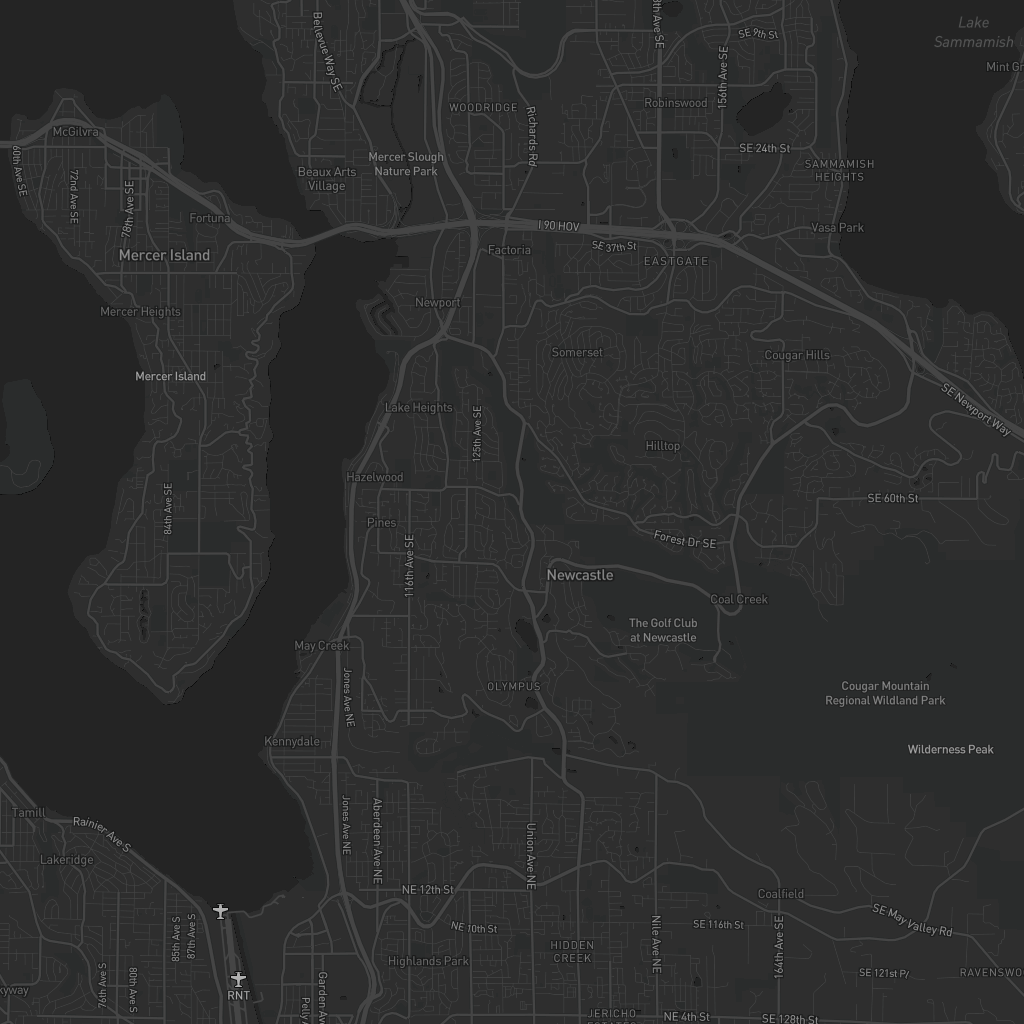 Lake
Sammamish
Mint Gr
Bellevue Way SE
SE 9th St
156th Ave SE
WOODRIDGE
Robinswood
McGilvra
Richards Rd
60th Ave SE
72nd Ave SE
78th Ave SE
Mercer Slough
Nature Park
SE 24th St
Beaux Arts
Village
SAMMAMISH
HEIGHTS
Fortuna
I 90 HOV
Vasa Park
Mercer Island
Factoria
SE 37th St
EASTGATE
Mercer Heights
Newport
Somerset
Cougar Hills
Mercer Island
SE Newport Way
Lake Heights
125th Ave SE
Hilltop
Hazelwood
84th Ave SE
SE 60th St
Pines
116th Ave SE
Forest Dr SE
Newcastle
Coal Creek
The Golf Club
at Newcastle
May Creek
Jones Ave NE
OLYMPUS
Cougar Mountain
Regional Wildland Park
Kennydale
Wilderness Peak
Tamill
Rainier Ave S
Jones Ave NE
Aberdeen Ave NE
Union Ave NE
Lakeridge
NE 12th St
Coalfield
85th Ave S
87th Ave S
NE 10th St
Nile Ave NE
SE 116th St
164th Ave SE
SE May Valley Rd
HIDDEN
CREEK
Highlands Park
76th Ave S
80th Ave S
SE 121st Pl
RAVENSWO
kyway
RNT
Garden Av
Pelly A
JERICHO
NE 4th St
SE 128th St